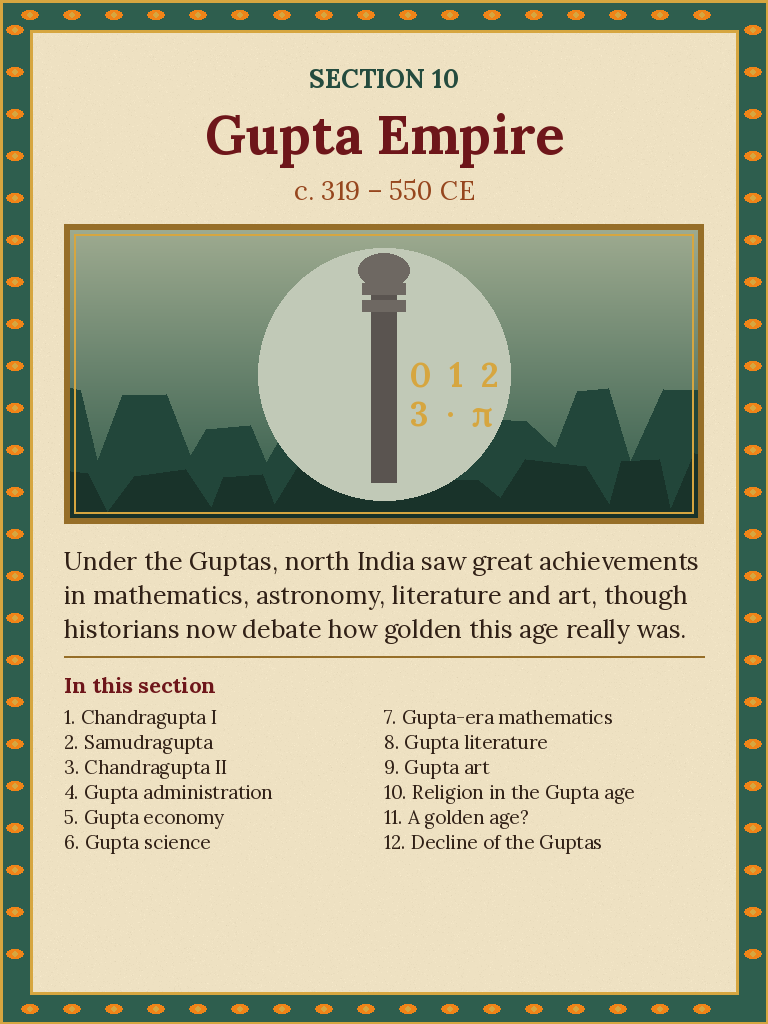 SECTION 10
Gupta Empire
c. 319 – 550 CE
0 1 2
3 · π
Under the Guptas, north India saw great achievements
in mathematics, astronomy, literature and art, though
historians now debate how golden this age really was.
In this section
1. Chandragupta I
2. Samudragupta
3. Chandragupta II
4. Gupta administration
5. Gupta economy
6. Gupta science
7. Gupta-era mathematics
8. Gupta literature
9. Gupta art
10. Religion in the Gupta age
11. A golden age?
12. Decline of the Guptas